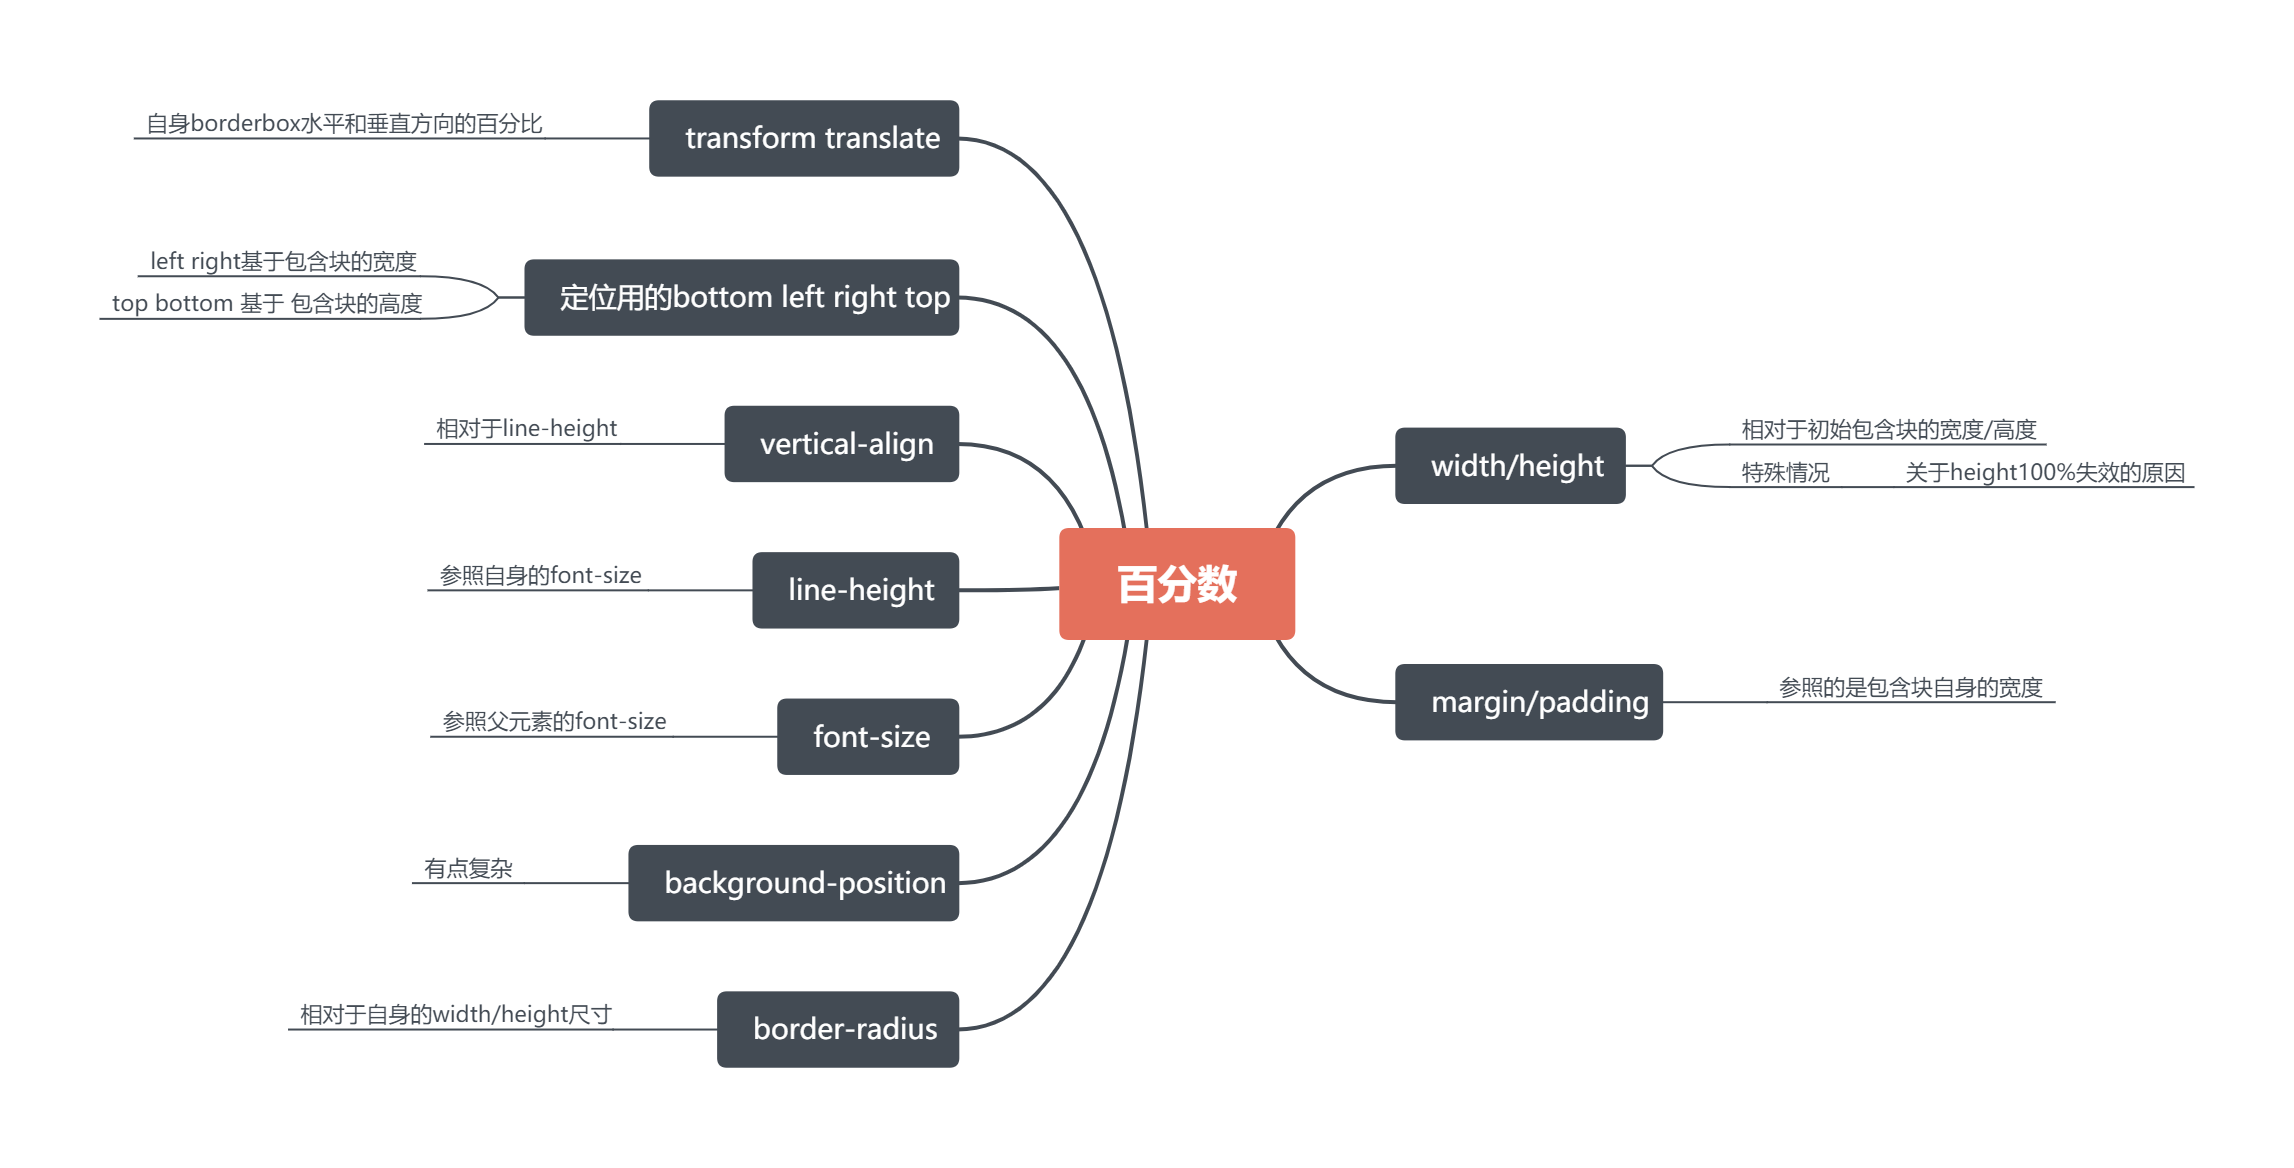 自身borderbox水平和垂直方向的百分比
transform translate
left right基于包含块的宽度
top bottom 基于 包含块的高度
定位用的bottom left right top
相对于line-height
vertical-align
参照自身的font-size
line-height
参照父元素的font-size
font-size
有点复杂
background-position
相对于自身的width/height尺寸
border-radius
百分数
width/height
相对于初始包含块的宽度/高度
特殊情况
关于height100%失效的原因
margin/padding
参照的是包含块自身的宽度